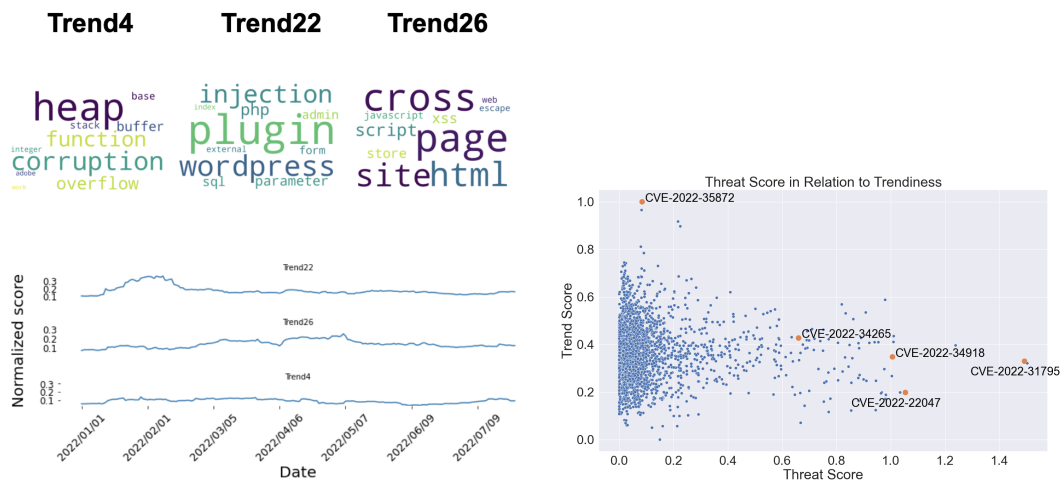 Trend4 Trend22 Trend26
heap base
stack buffer
function
integer
corruption
adobe
overflow
injection
index php admin
plugin
external form
wordpress
sql parameter
cross web
javascript escape
script xss
store page
site html
Trend22
0.3
0.2
0.1
Trend26
0.3
0.2
0.1
Trend4
0.3
0.2
0.1
Normalized score
2022/01/01 2022/02/01 2022/03/05 2022/04/06 2022/05/07 2022/06/09 2022/07/09
Date
Threat Score in Relation to Trendiness
1.0
0.8
0.6
0.4
0.2
0.0
Trend Score
CVE-2022-35872
CVE-2022-34265
CVE-2022-34918
CVE-2022-31795
CVE-2022-22047
0.0 0.2 0.4 0.6 0.8 1.0 1.2 1.4
Threat Score